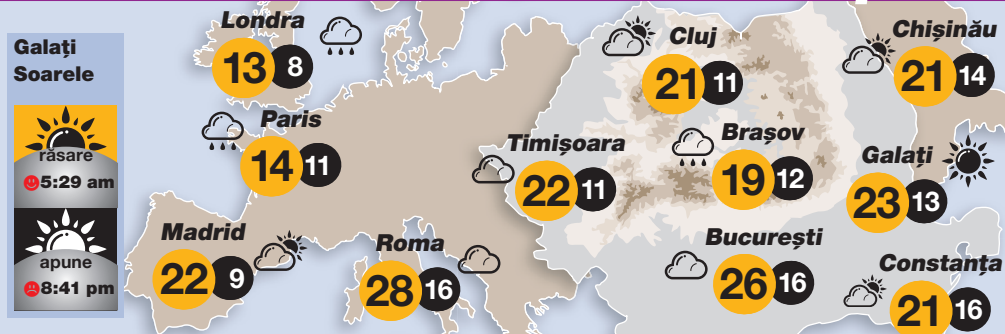 Galați
Soarele
răsare
5:29 am
apune
8:41 pm
Londra
13 8
Paris
14 11
Madrid
22 9
Roma
28 16
Timișoara
22 11
Cluj
21 11
Brașov
19 12
București
26 16
Chișinău
21 14
Galați
23 13
Constanța
21 16